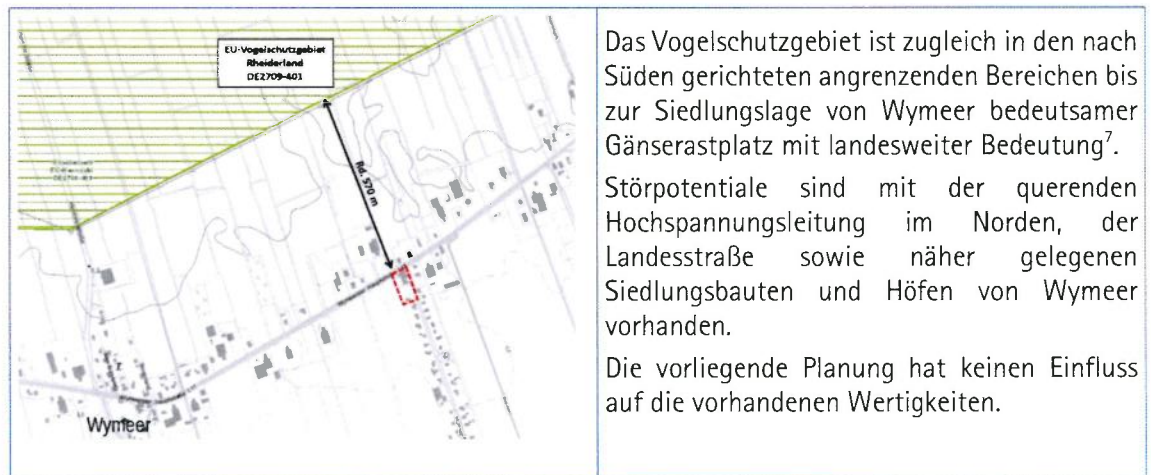 EU-Vogelschutzgebiet
Rheiderland
DE2709-401
Rd. 570 m
Wymeer
Das Vogelschutzgebiet ist zugleich in den nach
Süden gerichteten angrenzenden Bereichen bis
zur Siedlungslage von Wymeer bedeutsamer
Gänserastplatz mit landesweiter Bedeutung⁷.
Störpotentiale sind mit der querenden
Hochspannungsleitung im Norden, der
Landesstraße sowie näher gelegenen
Siedlungsbauten und Höfen von Wymeer
vorhanden.
Die vorliegende Planung hat keinen Einfluss
auf die vorhandenen Wertigkeiten.